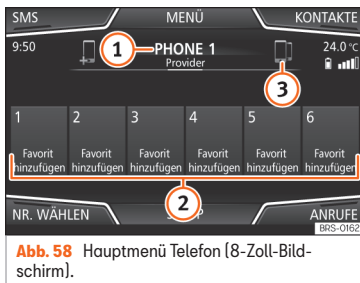 SMS MENÜ KONTAKTE
9:50 1 PHONE 1 24.0 °C
Provider
3
1 2 3 4 5 6
Favorit hinzufügen Favorit hinzufügen Favorit hinzufügen Favorit hinzufügen Favorit hinzufügen Favorit hinzufügen
2
NR. WÄHLEN ANRUFE
BRS-0162
Abb. 58 Hauptmenü Telefon (8-Zoll-Bild-
schirm).